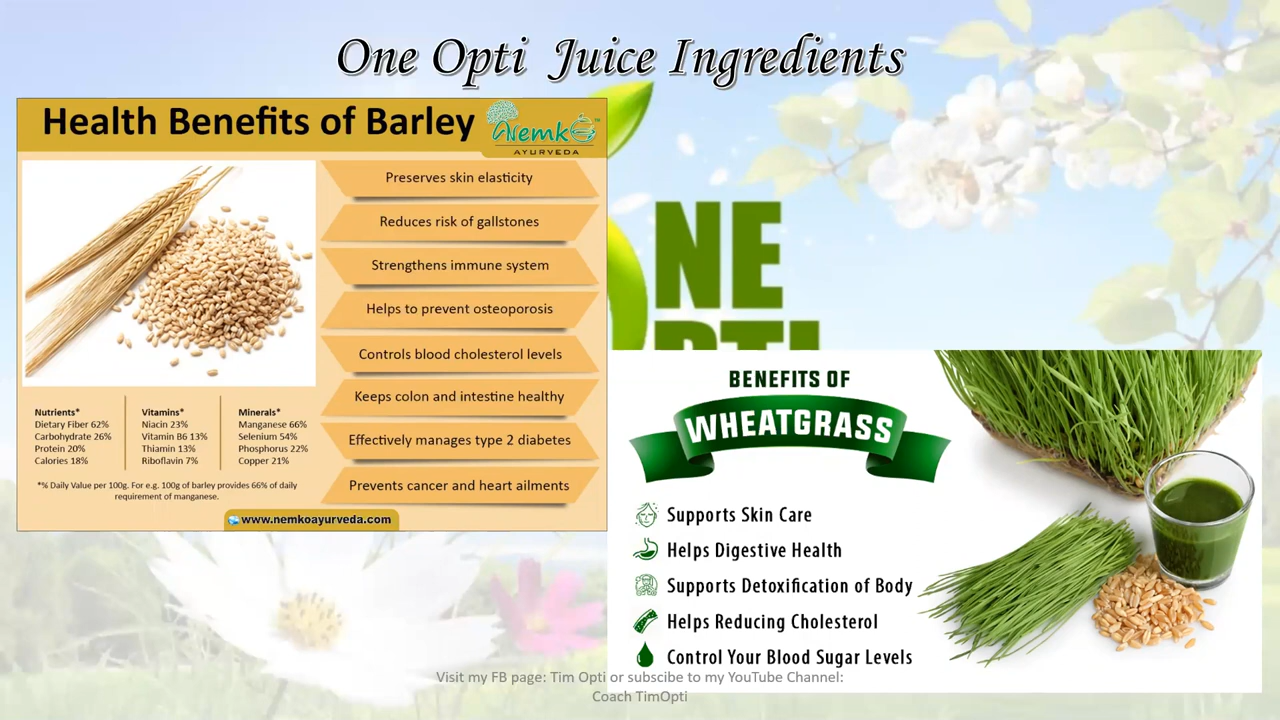 One Opti Juice Ingredients
Health Benefits of Barley
Nemk
AYURVEDA
Preserves skin elasticity
Reduces risk of gallstones
Strengthens immune system
Helps to prevent osteoporosis
Controls blood cholesterol levels
Keeps colon and intestine healthy
Effectively manages type 2 diabetes
Prevents cancer and heart ailments
Nutrients*
Dietary Fiber 62%
Carbohydrate 26%
Protein 20%
Calories 18%
Vitamins*
Niacin 23%
Vitamin B6 13%
Thiamin 13%
Riboflavin 7%
Minerals*
Manganese 66%
Selenium 54%
Phosphorus 22%
Copper 21%
*% Daily Value per 100g. For e.g. 100g of barley provides 66% of daily
requirement of manganese.
www.nemkoayurveda.com
NE
PTI
BENEFITS OF
WHEATGRASS
Supports Skin Care
Helps Digestive Health
Supports Detoxification of Body
Helps Reducing Cholesterol
Control Your Blood Sugar Levels
Visit my FB page: Tim Opti or subscibe to my YouTube Channel:
Coach TimOpti